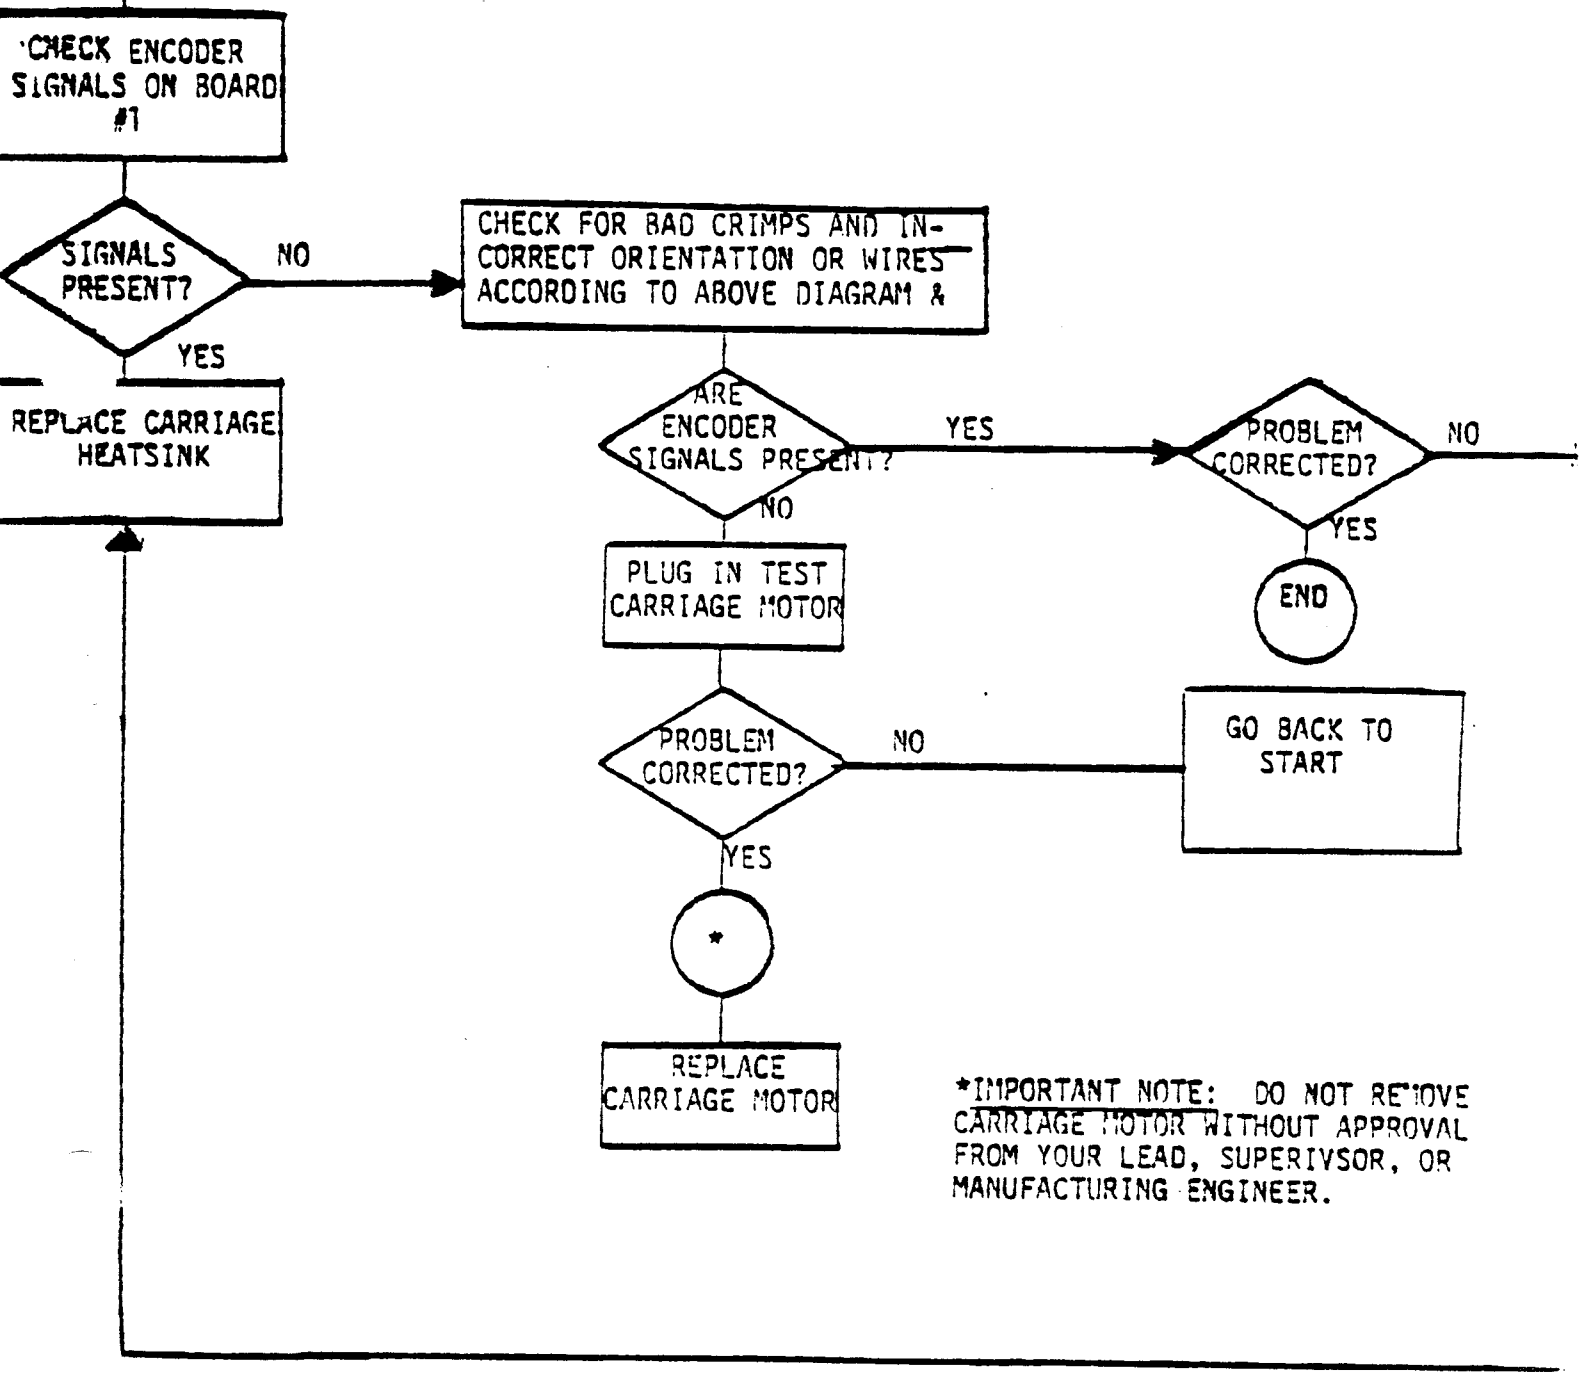 CHECK ENCODER
SIGNALS ON BOARD
#1
SIGNALS
PRESENT?
NO
YES
REPLACE CARRIAGE
HEATSINK
CHECK FOR BAD CRIMPS AND IN-
CORRECT ORIENTATION OR WIRES
ACCORDING TO ABOVE DIAGRAM &
ARE
ENCODER
SIGNALS PRESENT?
YES
NO
PROBLEM
CORRECTED?
NO
YES
END
PLUG IN TEST
CARRIAGE MOTOR
PROBLEM
CORRECTED?
NO
GO BACK TO
START
YES
*
REPLACE
CARRIAGE MOTOR
*IMPORTANT NOTE: DO NOT REMOVE
CARRIAGE MOTOR WITHOUT APPROVAL
FROM YOUR LEAD, SUPERIVSOR, OR
MANUFACTURING ENGINEER.